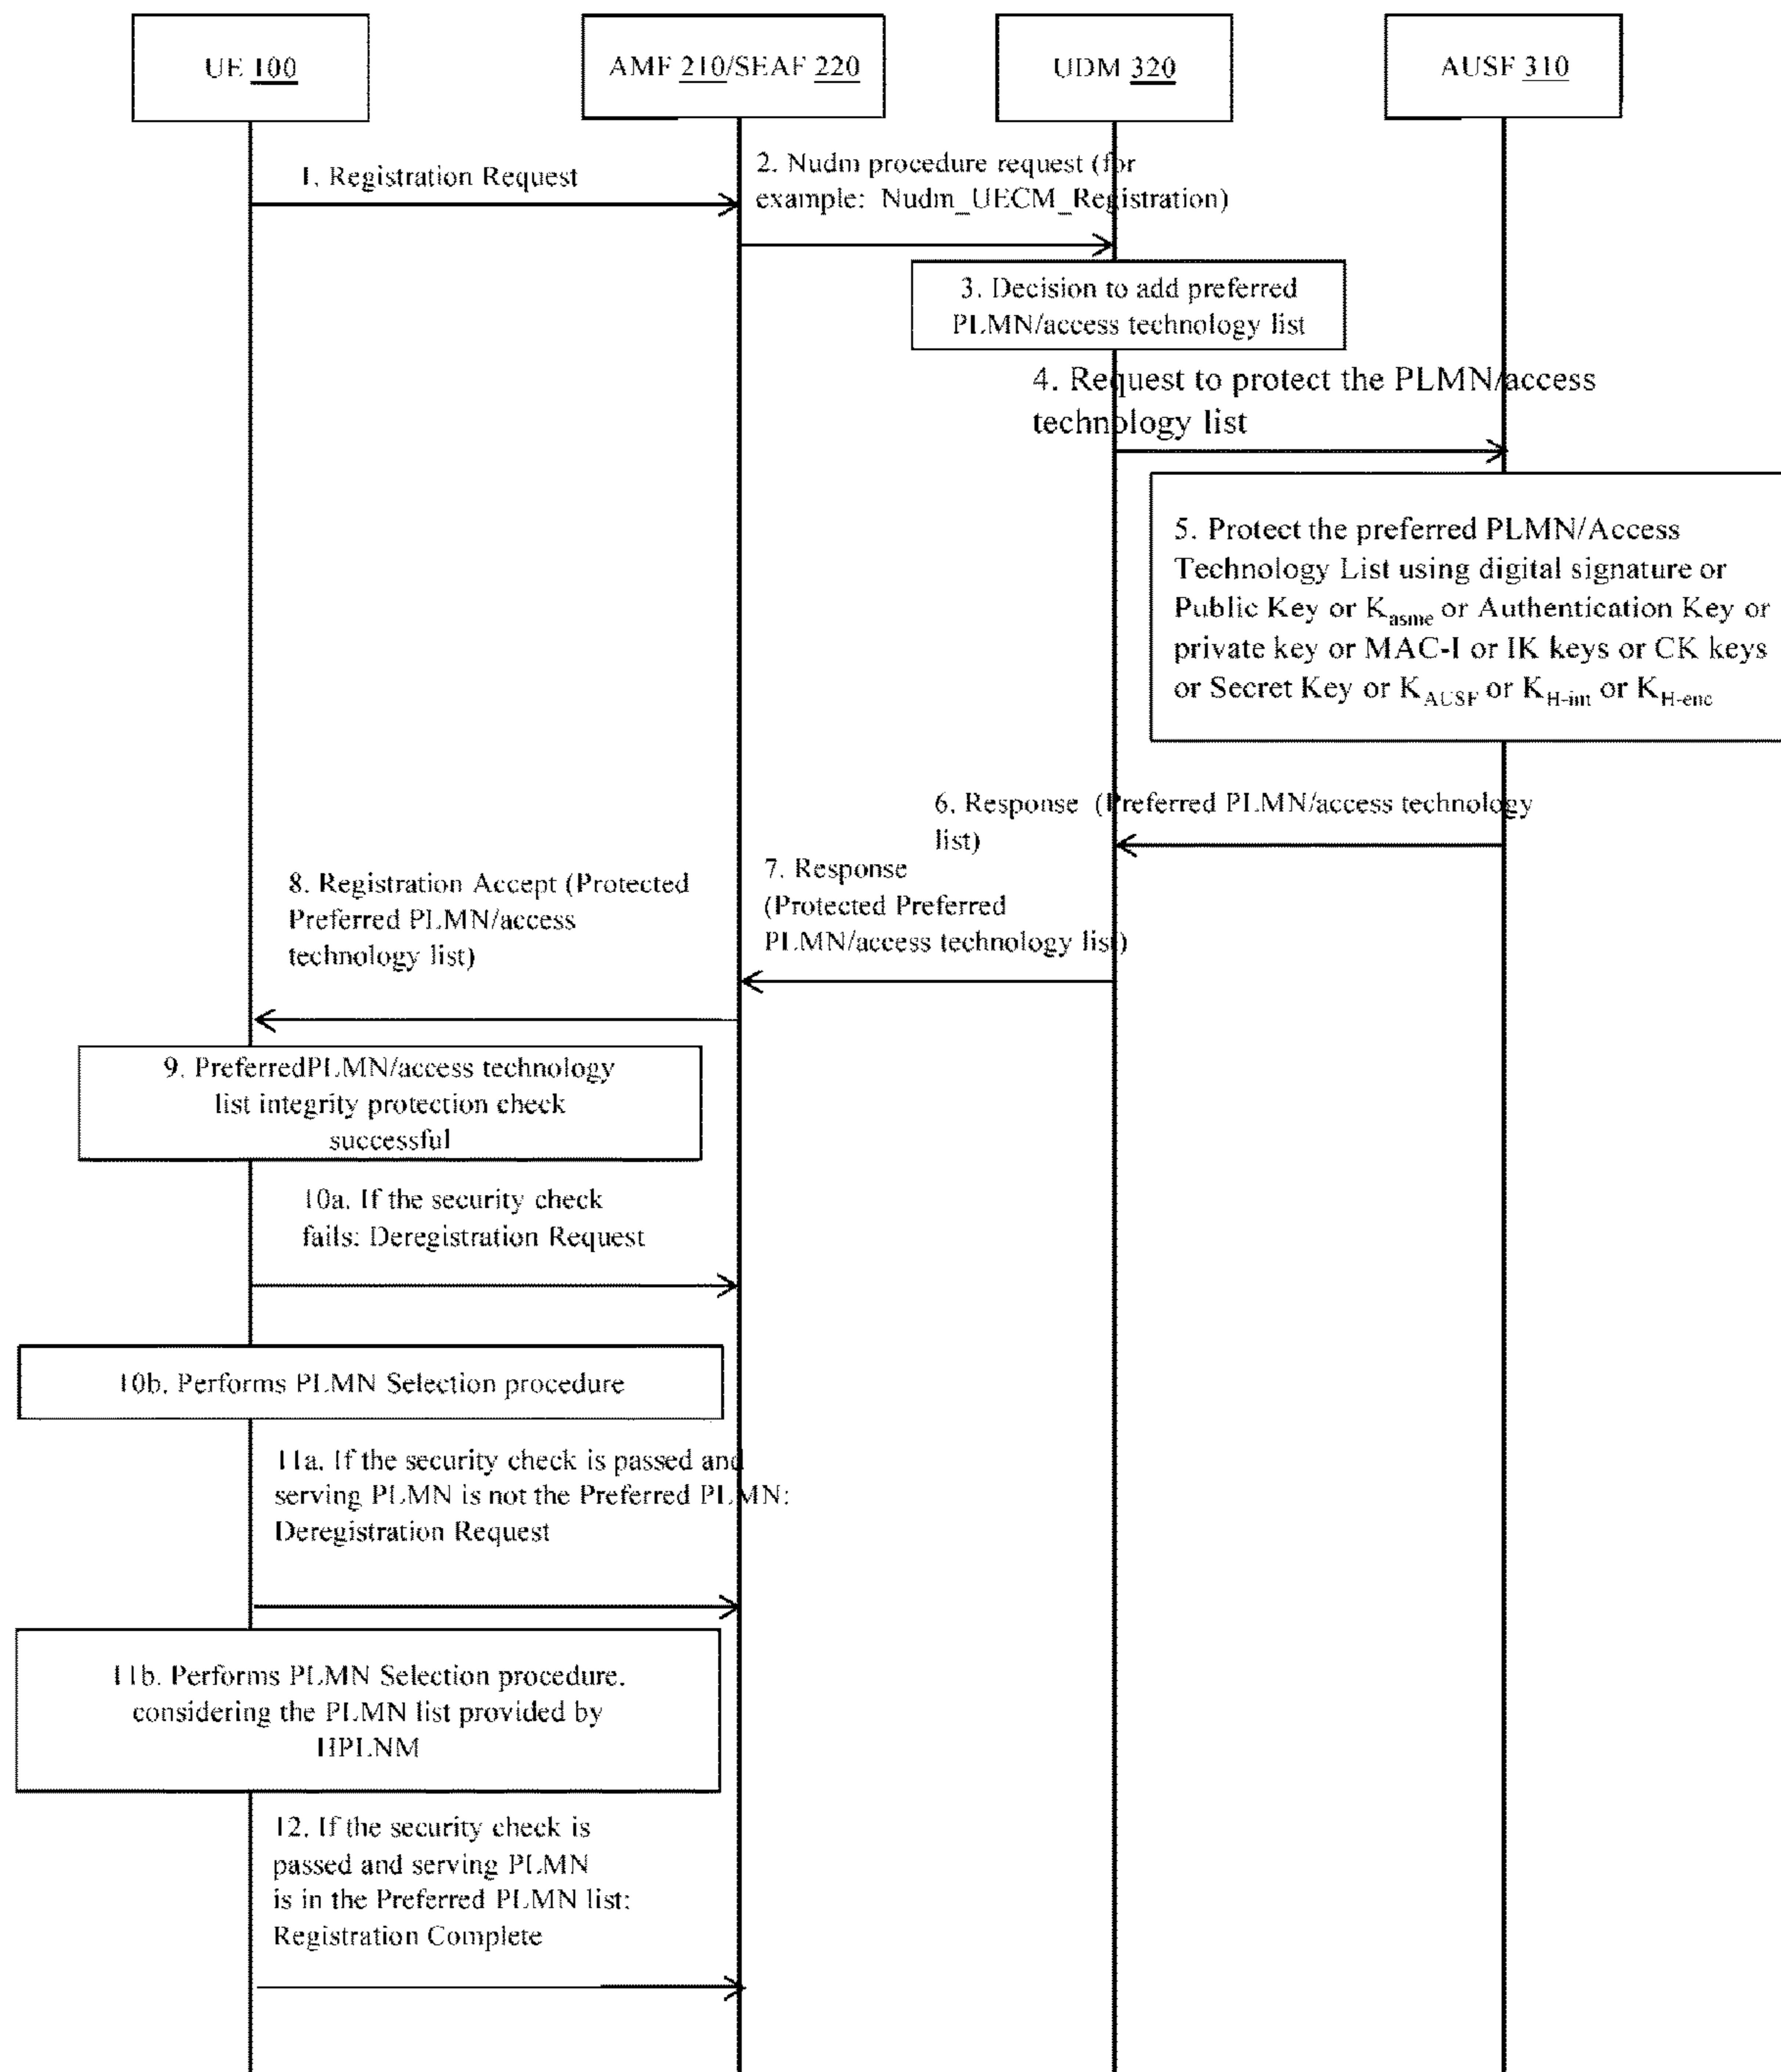 UE 100
AMF 210/SEAF 220
UDM 320
AUSF 310
1. Registration Request
2. Nudm procedure request (for
example: Nudm_UECM_Registration)
3. Decision to add preferred
PLMN/access technology list
4. Request to protect the PLMN/access
technology list
5. Protect the preferred PLMN/Access
Technology List using digital signature or
Public Key or Kasme or Authentication Key or
private key or MAC-I or IK keys or CK keys
or Secret Key or KAUSF or KH-int or KH-enc
6. Response (Preferred PLMN/access technology
list)
7. Response
(Protected Preferred
PLMN/access technology list)
8. Registration Accept (Protected
Preferred PLMN/access
technology list)
9. PreferredPLMN/access technology
list integrity protection check
successful
10a. If the security check
fails: Deregistration Request
10b. Performs PLMN Selection procedure
11a. If the security check is passed and
serving PLMN is not the Preferred PLMN:
Deregistration Request
11b. Performs PLMN Selection procedure,
considering the PLMN list provided by
HPLNM
12. If the security check is
passed and serving PLMN
is in the Preferred PLMN list:
Registration Complete